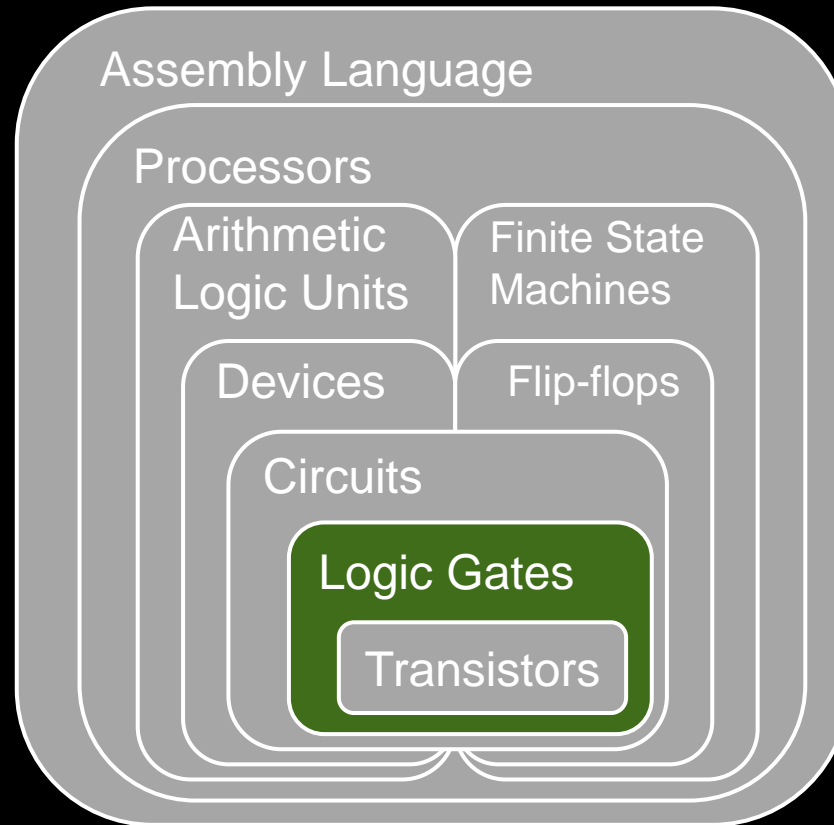 Assembly Language
Processors
Arithmetic
Logic Units
Finite State
Machines
Devices
Flip-flops
Circuits
Logic Gates
Transistors